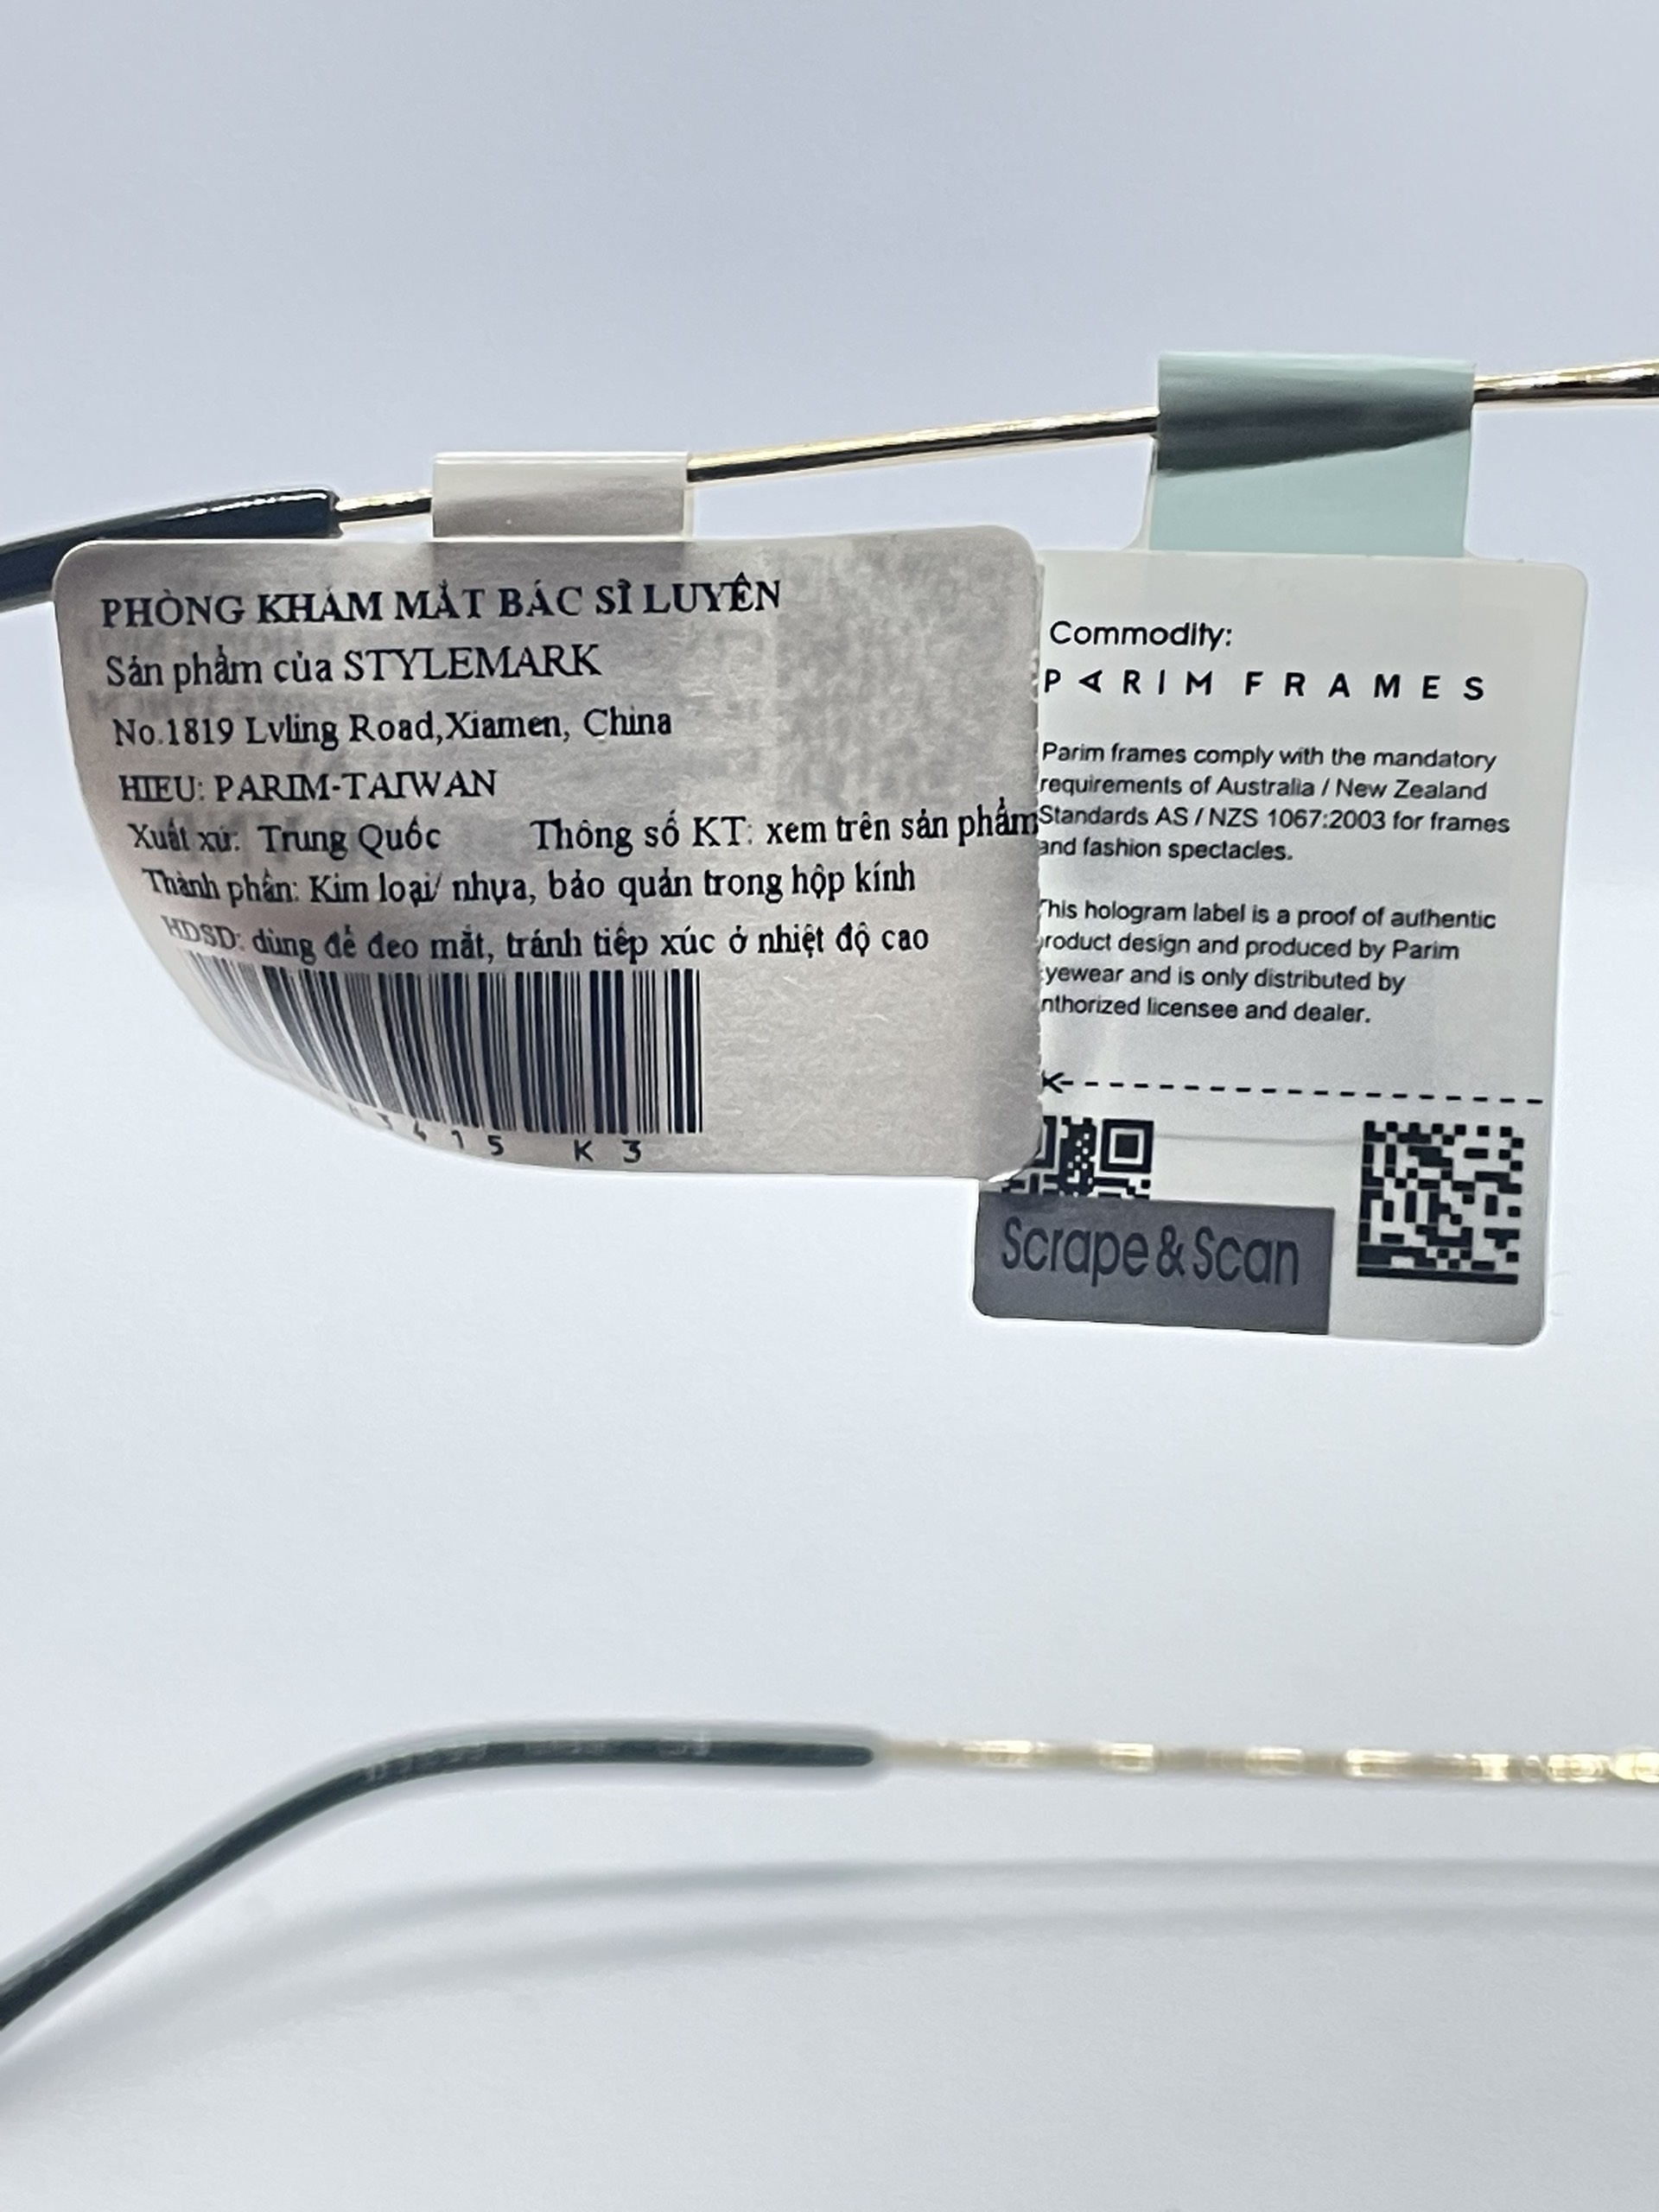 PHÒNG KHÁM MẮT BÁC SĨ LUYỆN
Sản phẩm của STYLEMARK
No.1819 Lvling Road,Xiamen, China
HIEU: PARIM-TAIWAN
Xuất xứ: Trung Quốc Thông số KT: xem trên sản phẩm
Thành phần: Kim loại/ nhựa, bảo quản trong hộp kính
HDSD: dùng để đeo mắt, tránh tiếp xúc ở nhiệt độ cao
3415 K3
Commodity:
PARIM FRAMES
Parim frames comply with the mandatory
requirements of Australia / New Zealand
Standards AS / NZS 1067:2003 for frames
and fashion spectacles.
This hologram label is a proof of authentic
roduct design and produced by Parim
yewear and is only distributed by
nthorized licensee and dealer.
Scrape & Scan